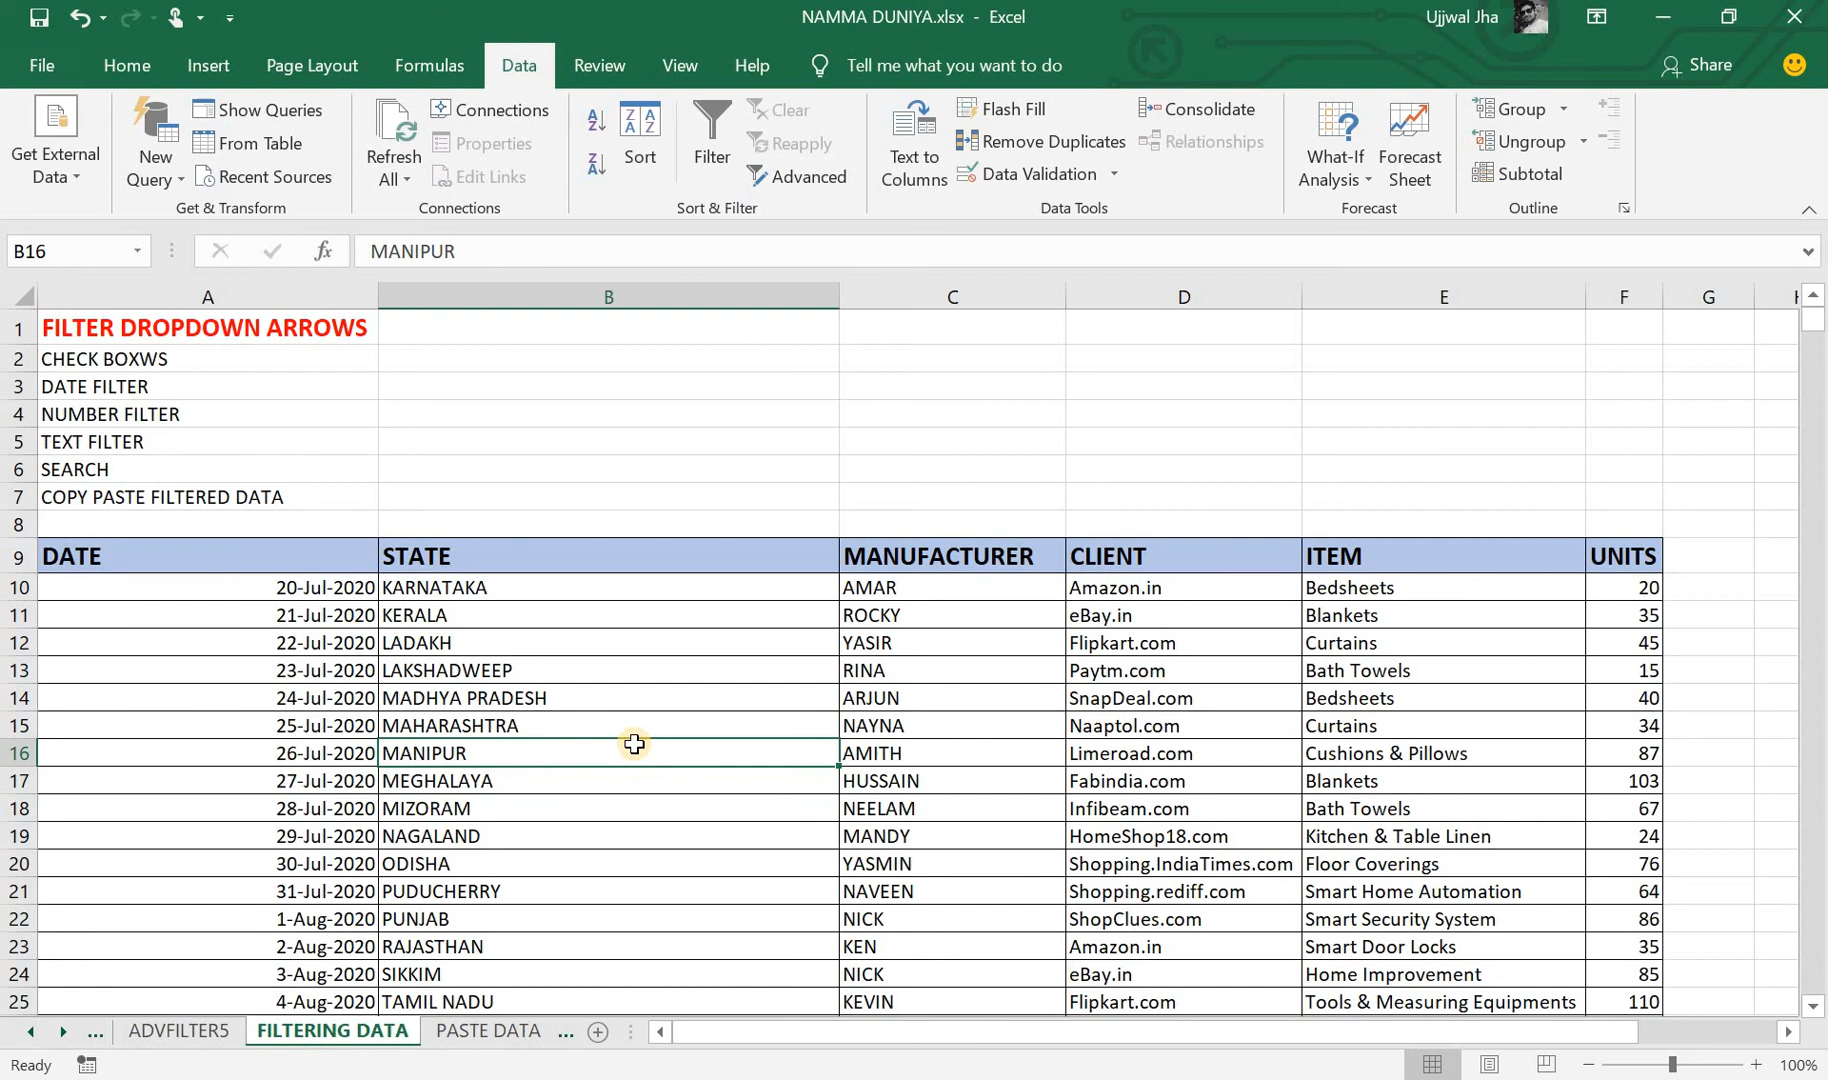 NAMMA DUNIYA.xlsx - Excel
Ujjwal Jha
File Home Insert Page Layout Formulas Data Review View Help Tell me what you want to do Share
Get External Data
New Query
Show Queries
From Table
Recent Sources
Get & Transform
Refresh All
Connections
Properties
Edit Links
Connections
Sort
Filter
Clear
Reapply
Advanced
Sort & Filter
Text to Columns
Flash Fill
Remove Duplicates
Data Validation
Consolidate
Relationships
Data Tools
What-If Analysis
Forecast Sheet
Forecast
Group
Ungroup
Subtotal
Outline
B16 fx MANIPUR
A B C D E F G
1 FILTER DROPDOWN ARROWS
2 CHECK BOXWS
3 DATE FILTER
4 NUMBER FILTER
5 TEXT FILTER
6 SEARCH
7 COPY PASTE FILTERED DATA
8
9 DATE STATE MANUFACTURER CLIENT ITEM UNITS
10 20-Jul-2020 KARNATAKA AMAR Amazon.in Bedsheets 20
11 21-Jul-2020 KERALA ROCKY eBay.in Blankets 35
12 22-Jul-2020 LADAKH YASIR Flipkart.com Curtains 45
13 23-Jul-2020 LAKSHADWEEP RINA Paytm.com Bath Towels 15
14 24-Jul-2020 MADHYA PRADESH ARJUN SnapDeal.com Bedsheets 40
15 25-Jul-2020 MAHARASHTRA NAYNA Naaptol.com Curtains 34
16 26-Jul-2020 MANIPUR AMITH Limeroad.com Cushions & Pillows 87
17 27-Jul-2020 MEGHALAYA HUSSAIN Fabindia.com Blankets 103
18 28-Jul-2020 MIZORAM NEELAM Infibeam.com Bath Towels 67
19 29-Jul-2020 NAGALAND MANDY HomeShop18.com Kitchen & Table Linen 24
20 30-Jul-2020 ODISHA YASMIN Shopping.IndiaTimes.com Floor Coverings 76
21 31-Jul-2020 PUDUCHERRY NAVEEN Shopping.rediff.com Smart Home Automation 64
22 1-Aug-2020 PUNJAB NICK ShopClues.com Smart Security System 86
23 2-Aug-2020 RAJASTHAN KEN Amazon.in Smart Door Locks 35
24 3-Aug-2020 SIKKIM NICK eBay.in Home Improvement 85
25 4-Aug-2020 TAMIL NADU KEVIN Flipkart.com Tools & Measuring Equipments 110
... ADVFILTER5 FILTERING DATA PASTE DATA ...
Ready 100%